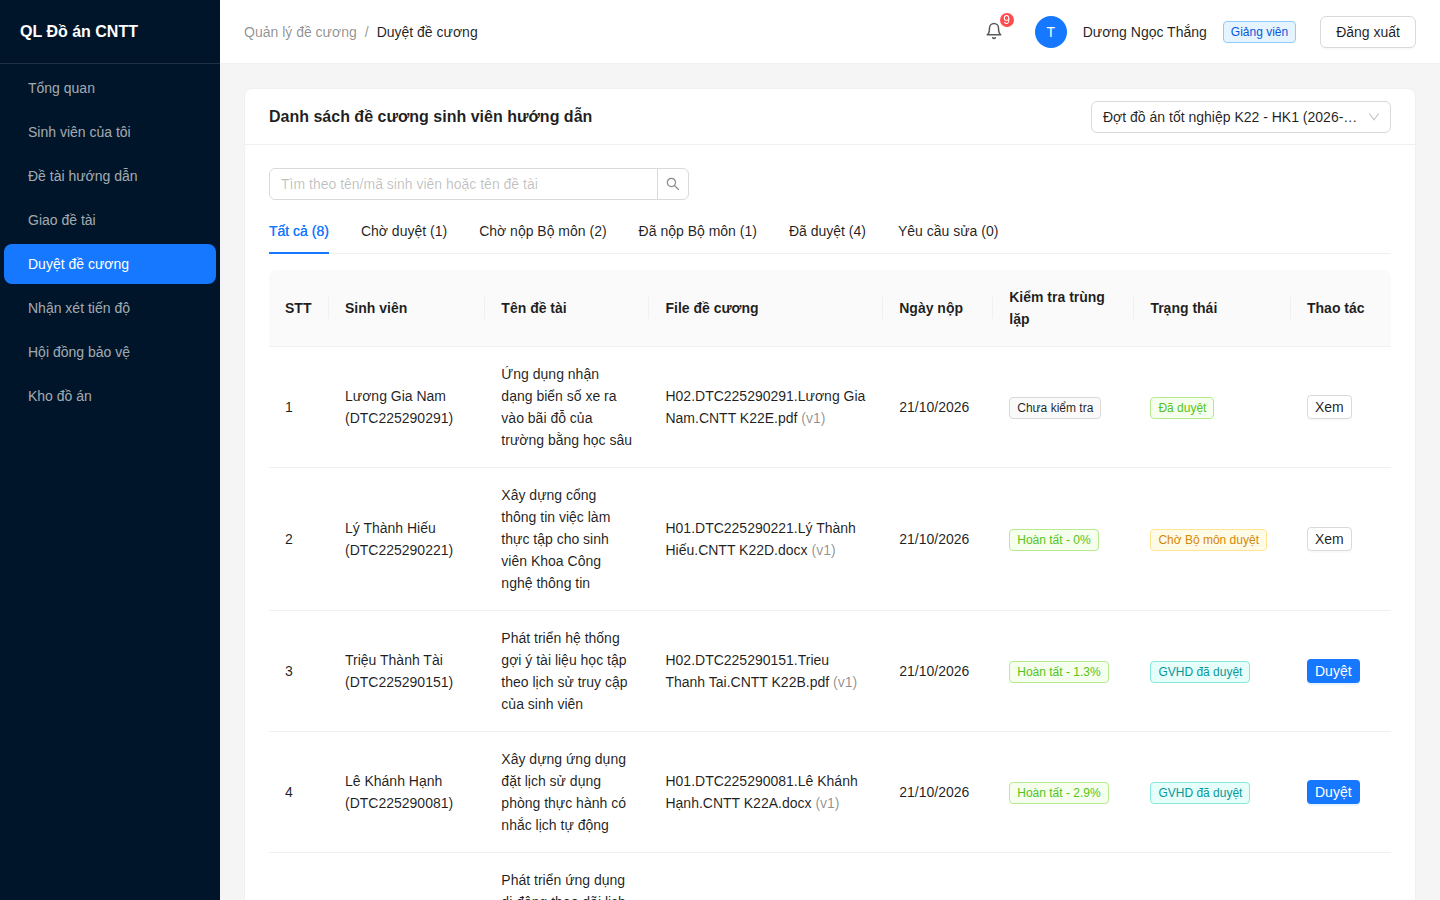 QL Đồ án CNTT
Tổng quan
Sinh viên của tôi
Đề tài hướng dẫn
Giao đề tài
Duyệt đề cương
Nhận xét tiến độ
Hội đồng bảo vệ
Kho đồ án
Quản lý đề cương / Duyệt đề cương
9
T
Dương Ngọc Thắng
Giảng viên
Đăng xuất
Danh sách đề cương sinh viên hướng dẫn
Đợt đồ án tốt nghiệp K22 - HK1 (2026-...
Tìm theo tên/mã sinh viên hoặc tên đề tài
Tất cả (8) Chờ duyệt (1) Chờ nộp Bộ môn (2) Đã nộp Bộ môn (1) Đã duyệt (4) Yêu cầu sửa (0)
STT Sinh viên Tên đề tài File đề cương Ngày nộp Kiểm tra trùng lặp Trạng thái Thao tác
1
Lương Gia Nam
(DTC225290291)
Ứng dụng nhận
dạng biển số xe ra
vào bãi đỗ của
trường bằng học sâu
H02.DTC225290291.Lương Gia
Nam.CNTT K22E.pdf (v1)
21/10/2026
Chưa kiểm tra
Đã duyệt
Xem
2
Lý Thành Hiếu
(DTC225290221)
Xây dựng cổng
thông tin việc làm
thực tập cho sinh
viên Khoa Công
nghệ thông tin
H01.DTC225290221.Lý Thành
Hiếu.CNTT K22D.docx (v1)
21/10/2026
Hoàn tất - 0%
Chờ Bộ môn duyệt
Xem
3
Triệu Thành Tài
(DTC225290151)
Phát triển hệ thống
gợi ý tài liệu học tập
theo lịch sử truy cập
của sinh viên
H02.DTC225290151.Trieu
Thanh Tai.CNTT K22B.pdf (v1)
21/10/2026
Hoàn tất - 1.3%
GVHD đã duyệt
Duyệt
4
Lê Khánh Hạnh
(DTC225290081)
Xây dựng ứng dụng
đặt lịch sử dụng
phòng thực hành có
nhắc lịch tự động
H01.DTC225290081.Lê Khánh
Hạnh.CNTT K22A.docx (v1)
21/10/2026
Hoàn tất - 2.9%
GVHD đã duyệt
Duyệt
Phát triển ứng dụng